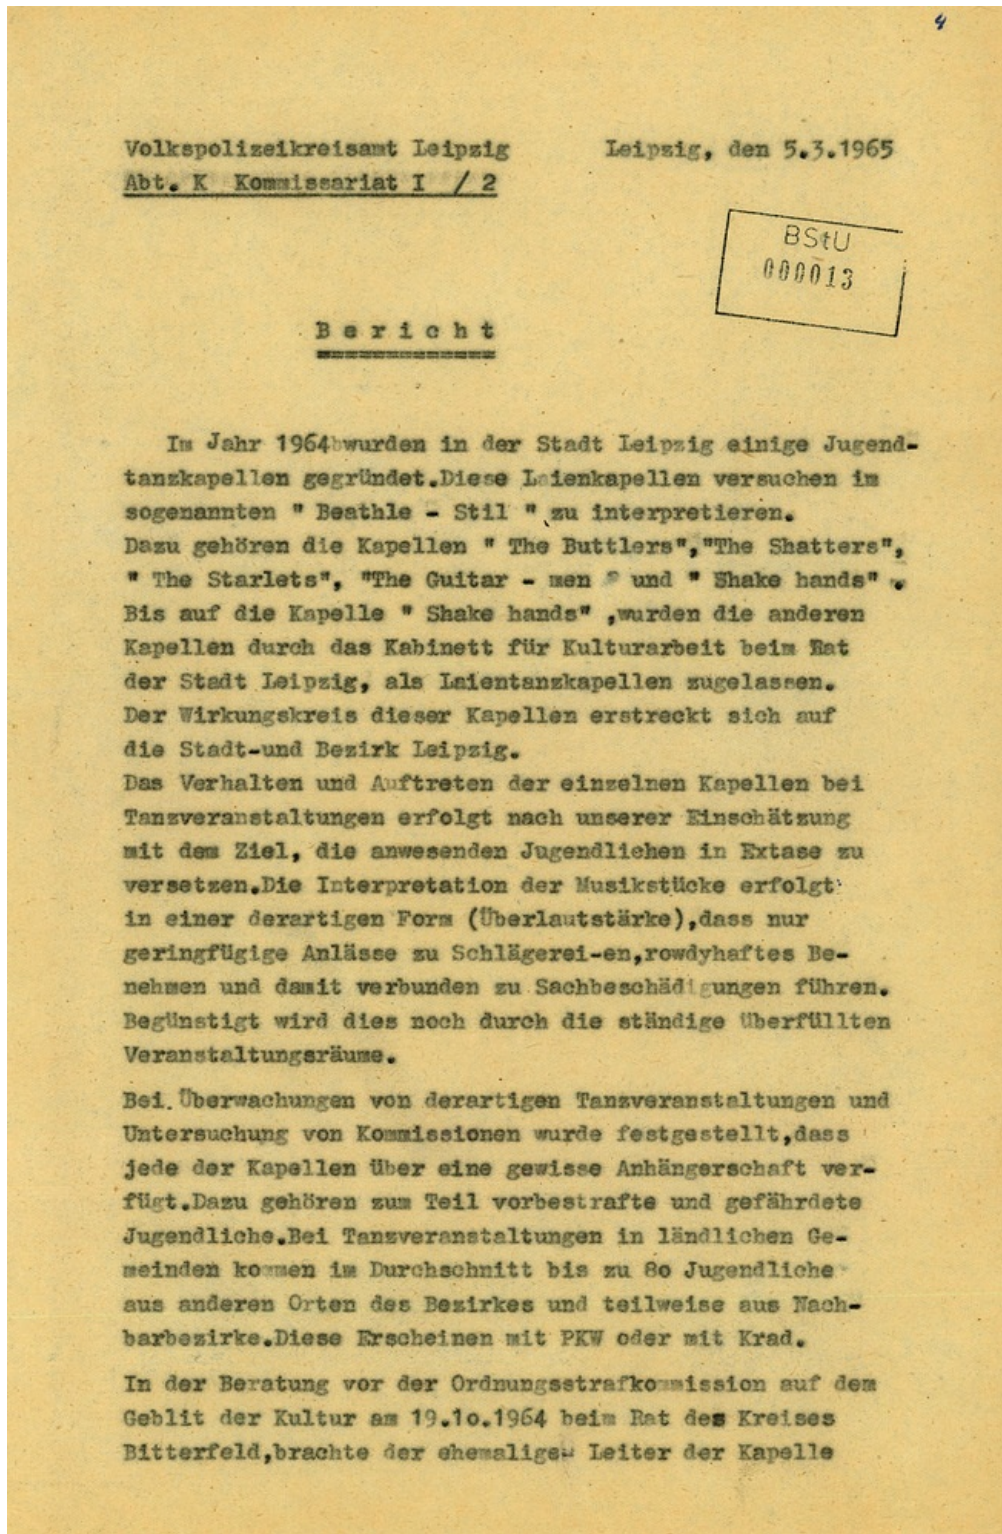 4
Volkspolizeikreisamt Leipzig Leipzig, den 5.3.1965
Abt. K Kommissariat I / 2
BStU
000013
B e r i c h t
Im Jahr 1964 wurden in der Stadt Leipzig einige Jugend-
tanzkapellen gegründet.Diese Laienkapellen versuchen im
sogenannten " Beathle - Stil " zu interpretieren.
Dazu gehören die Kapellen " The Buttlers","The Shatters",
" The Starlets", "The Guitar - men " und " Shake hands" .
Bis auf die Kapelle " Shake hands" ,wurden die anderen
Kapellen durch das Kabinett für Kulturarbeit beim Rat
der Stadt Leipzig, als Laientanzkapellen zugelassen.
Der Wirkungskreis dieser Kapellen erstreckt sich auf
die Stadt-und Bezirk Leipzig.
Das Verhalten und Auftreten der einzelnen Kapellen bei
Tanzveranstaltungen erfolgt nach unserer Einschätzung
mit dem Ziel, die anwesenden Jugendlichen in Extase zu
versetzen.Die Interpretation der Musikstücke erfolgt
in einer derartigen Form (Überlautstärke),dass nur
geringfügige Anlässe zu Schlägerei-en,rowdyhaftes Be-
nehmen und damit verbunden zu Sachbeschädigungen führen.
Begünstigt wird dies noch durch die ständige überfüllten
Veranstaltungsräume.
Bei Überwachungen von derartigen Tanzveranstaltungen und
Untersuchung von Kommissionen wurde festgestellt,dass
jede der Kapellen über eine gewisse Anhängerschaft ver-
fügt.Dazu gehören zum Teil vorbestrafte und gefährdete
Jugendliche.Bei Tanzveranstaltungen in ländlichen Ge-
meinden kommen im Durchschnitt bis zu 8o Jugendliche
aus anderen Orten des Bezirkes und teilweise aus Nach-
barbezirke.Diese Erscheinen mit PKW oder mit Krad.
In der Beratung vor der Ordnungsstrafkommission auf dem
Geblit der Kultur am 19.1o.1964 beim Rat des Kreises
Bitterfeld,brachte der ehemalige Leiter der Kapelle